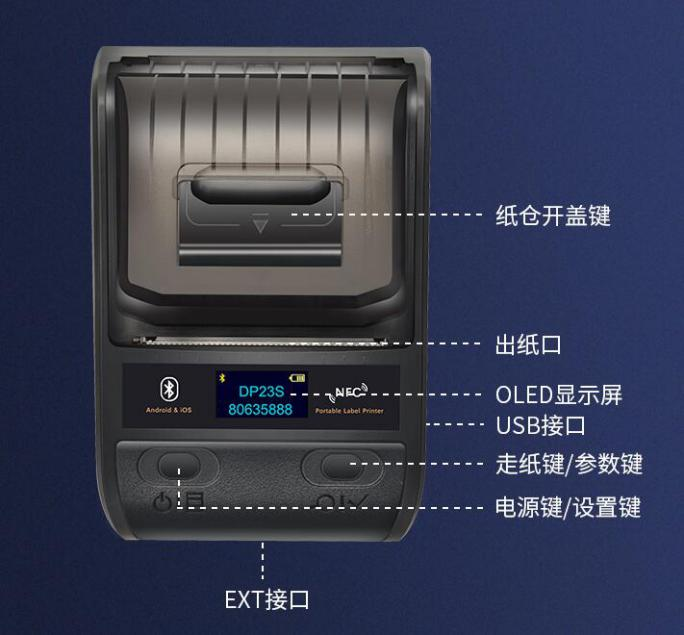 纸仓开盖键
出纸口
OLED显示屏
USB接口
走纸键/参数键
电源键/设置键
EXT接口
Android & iOS
DP23S
80635888
NFC
Portable Label Printer